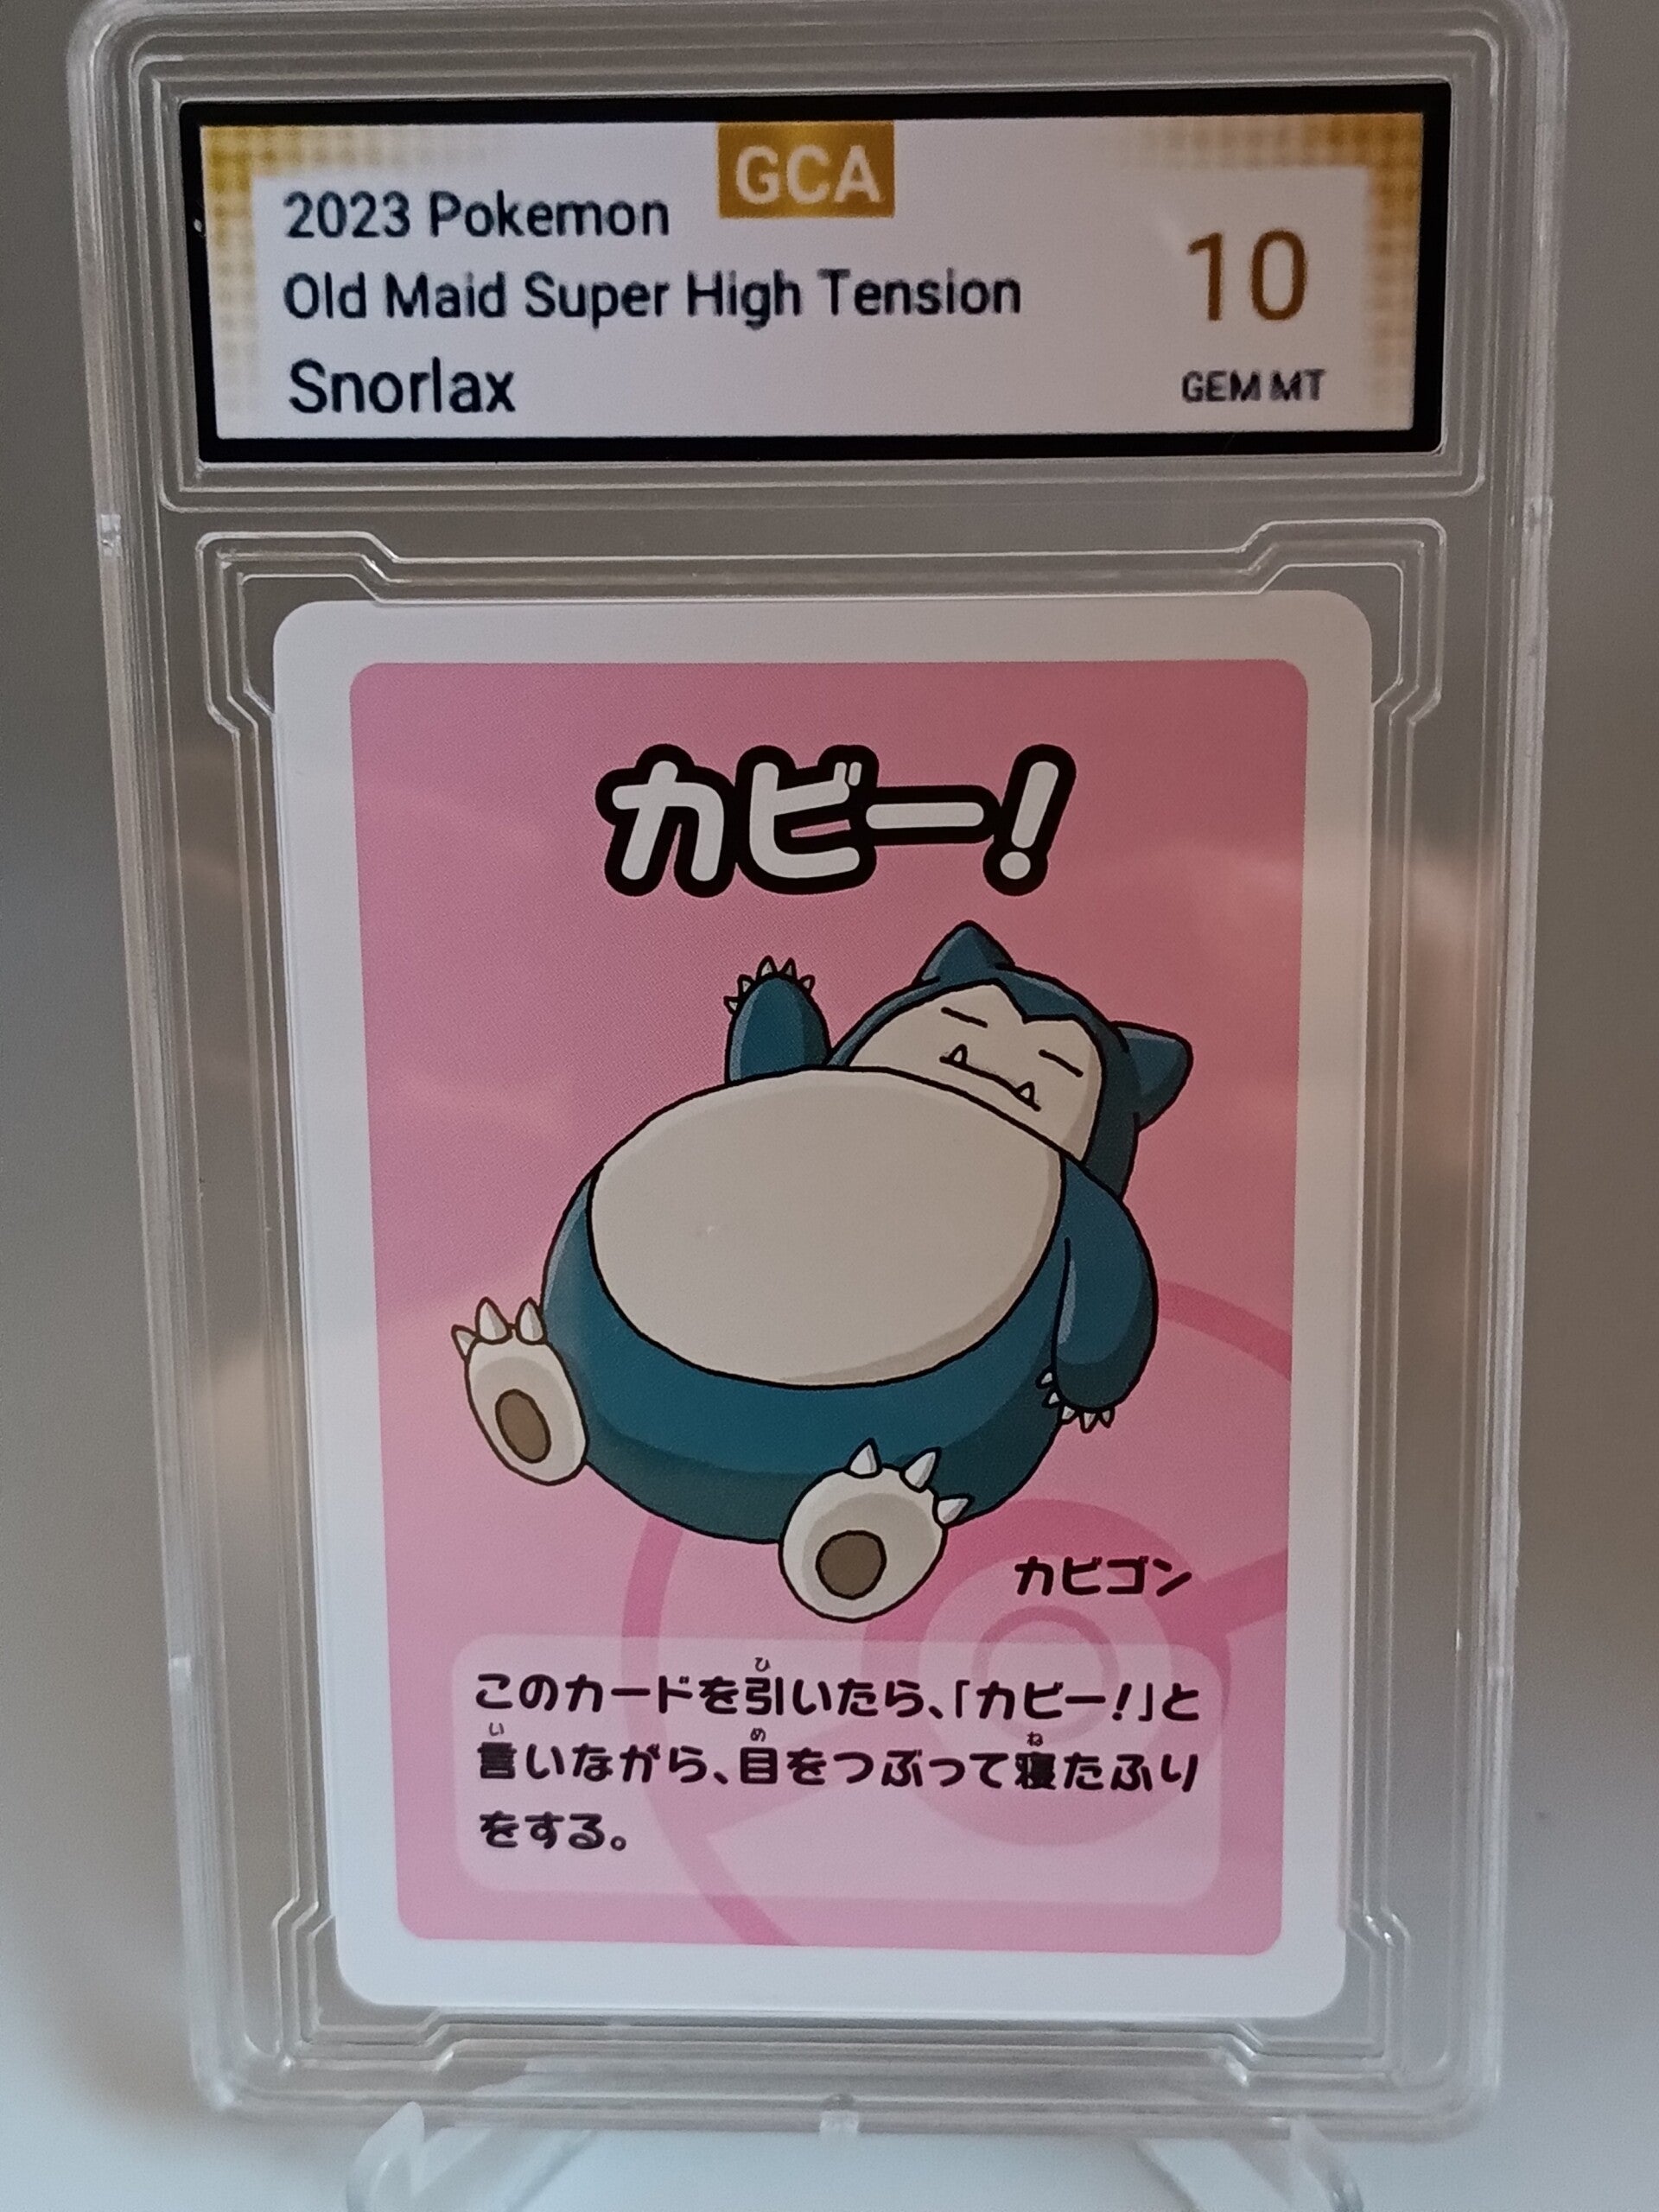 GCA
2023 Pokemon
Old Maid Super High Tension
Snorlax
10
GEM MT
カビー!
カビゴン
このカードを引いたら、「カビー!」と
言いながら、目をつぶって寝たふり
をする。